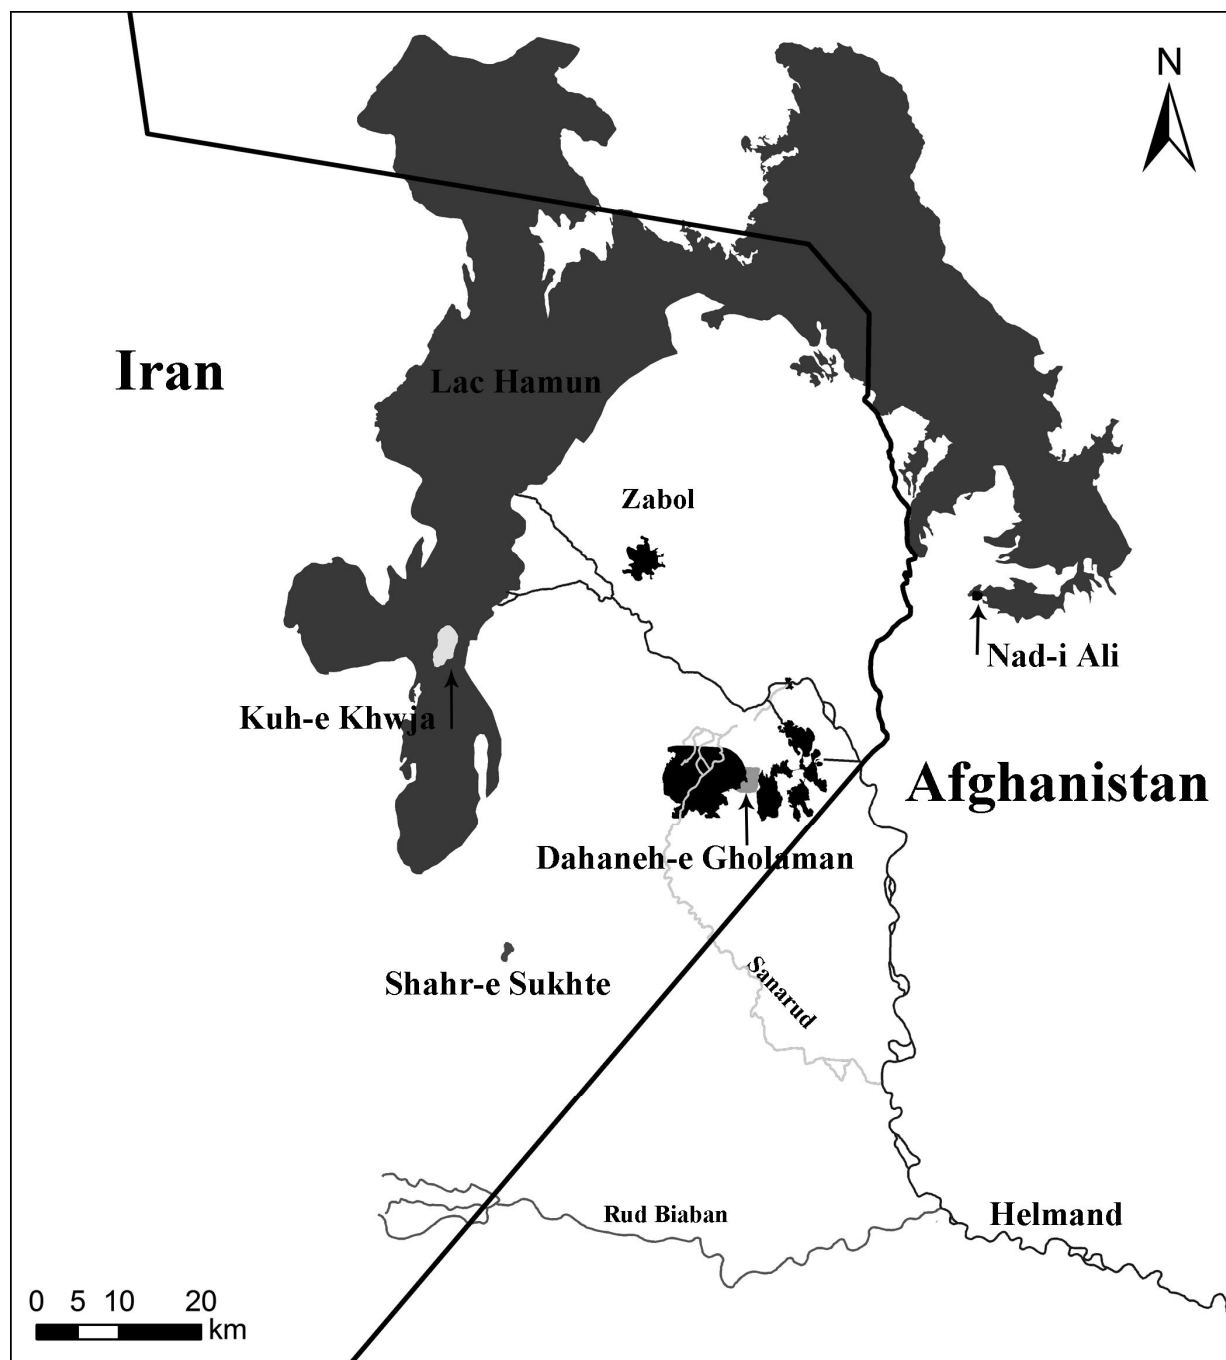 N
Iran
Lac Hamun
Zabol
Nad-i Ali
Kuh-e Khwja
Afghanistan
Dahaneh-e Gholaman
Shahr-e Sukhte
Sanarud
Rud Biaban
Helmand
0 5 10 20
km